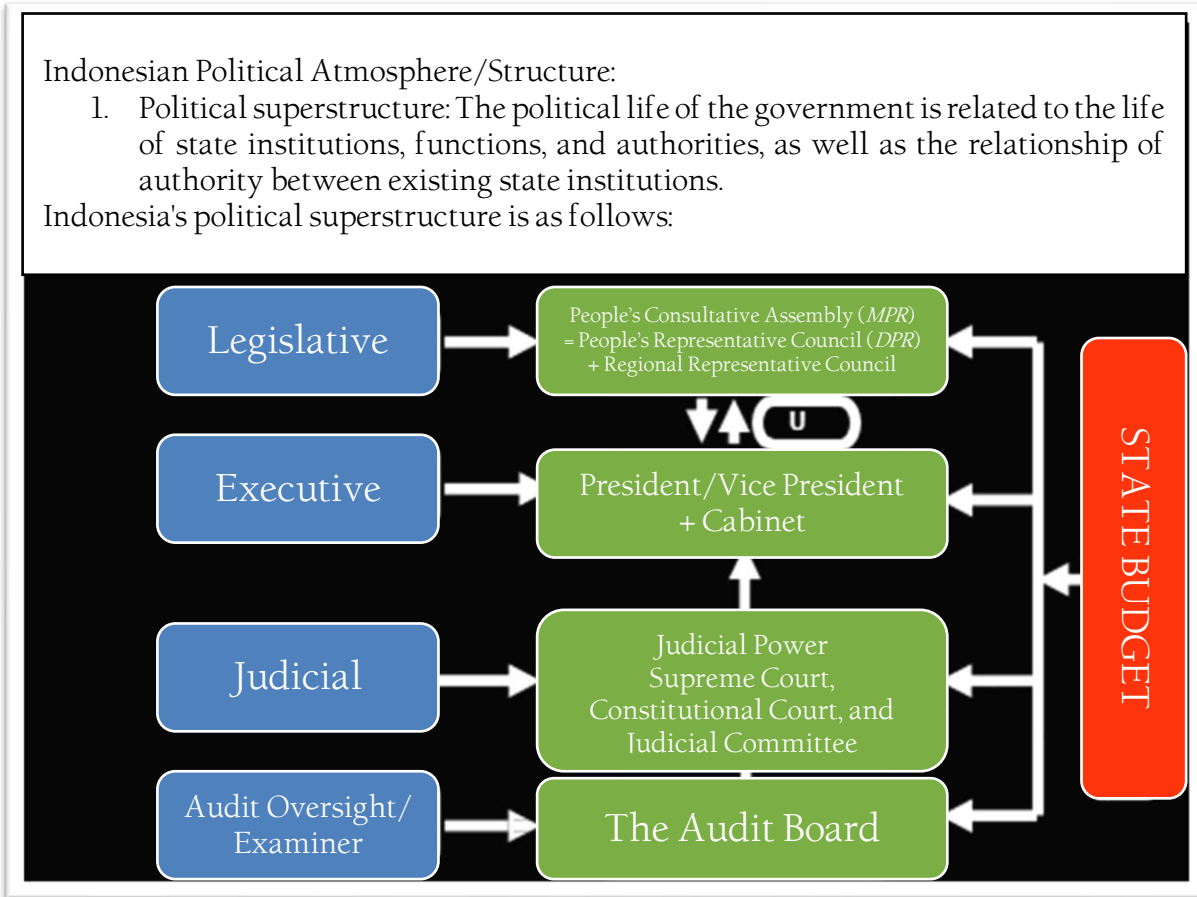 Indonesian Political Atmosphere/Structure:
1. Political superstructure: The political life of the government is related to the life
of state institutions, functions, and authorities, as well as the relationship of
authority between existing state institutions.
Indonesia's political superstructure is as follows:
Legislative
People's Consultative Assembly (MPR)
= People's Representative Council (DPR)
+ Regional Representative Council
U
Executive
President/Vice President
+ Cabinet
Judicial
Judicial Power
Supreme Court,
Constitutional Court, and
Judicial Committee
Audit Oversight/
Examiner
The Audit Board
STATE BUDGET